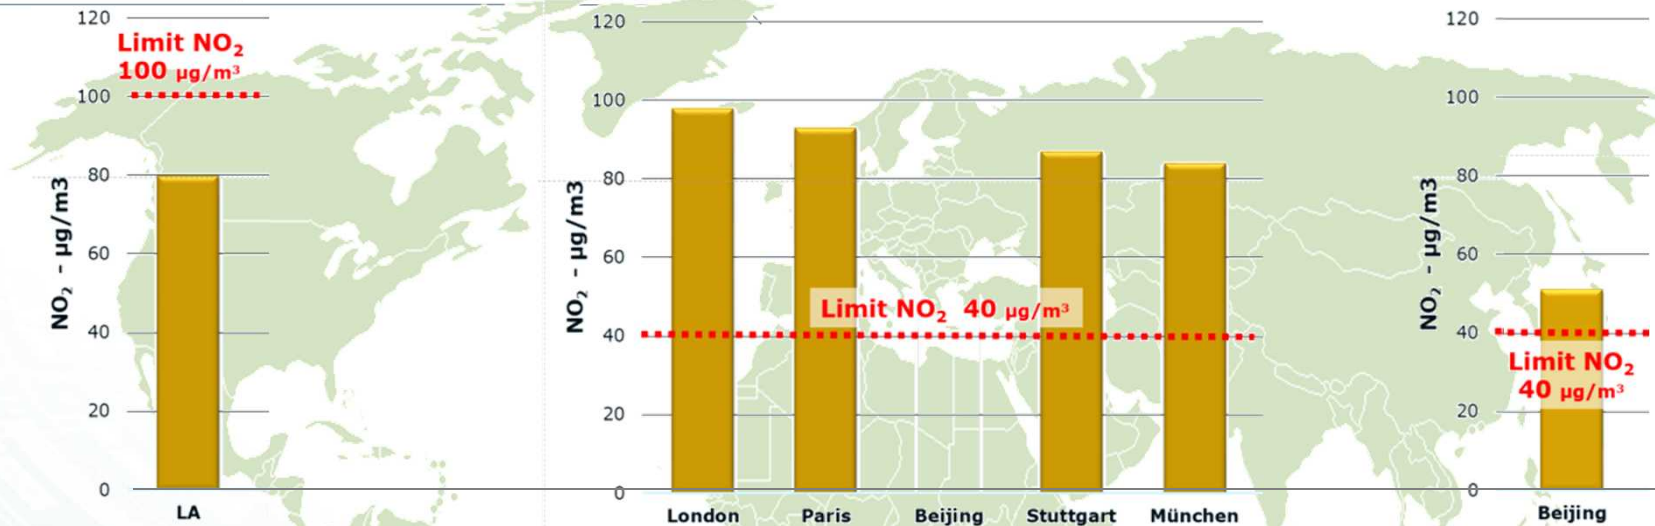 120
Limit NO₂
100 µg/m³
100
80
60
40
20
0
NO₂ - µg/m3
LA
120
100
80
60
Limit NO₂ 40 µg/m³
40
20
0
NO₂ - µg/m3
London Paris Beijing Stuttgart München
120
100
80
60
40
Limit NO₂
40 µg/m³
20
0
NO₂ - µg/m3
Beijing